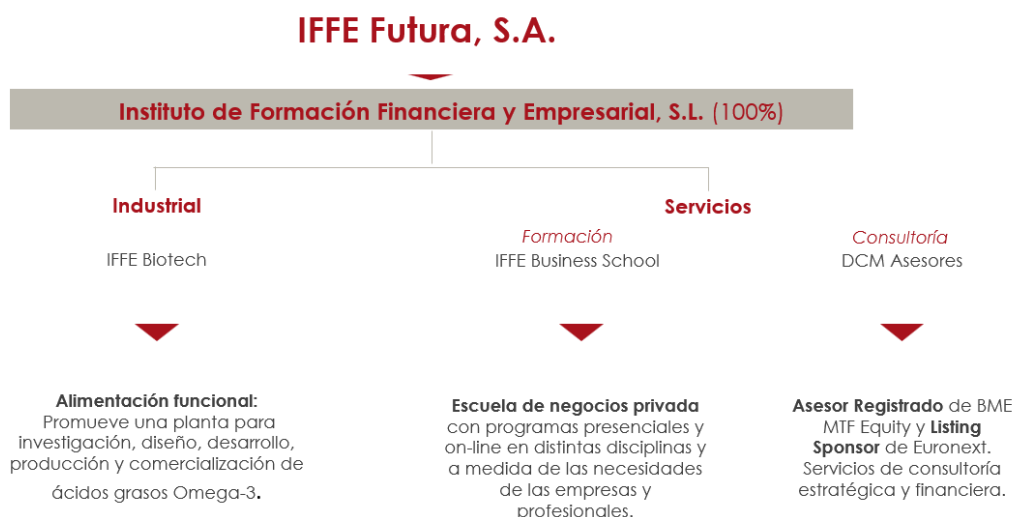 IFFE Futura, S.A.
Instituto de Formación Financiera y Empresarial, S.L. (100%)
Industrial
IFFE Biotech
Servicios
Formación
IFFE Business School
Consultoría
DCM Asesores
Alimentación funcional:
Promueve una planta para
investigación, diseño, desarrollo,
producción y comercialización de
ácidos grasos Omega-3.
Escuela de negocios privada
con programas presenciales y
on-line en distintas disciplinas y
a medida de las necesidades
de las empresas y
profesionales.
Asesor Registrado de BME
MTF Equity y Listing
Sponsor de Euronext.
Servicios de consultoría
estratégica y financiera.